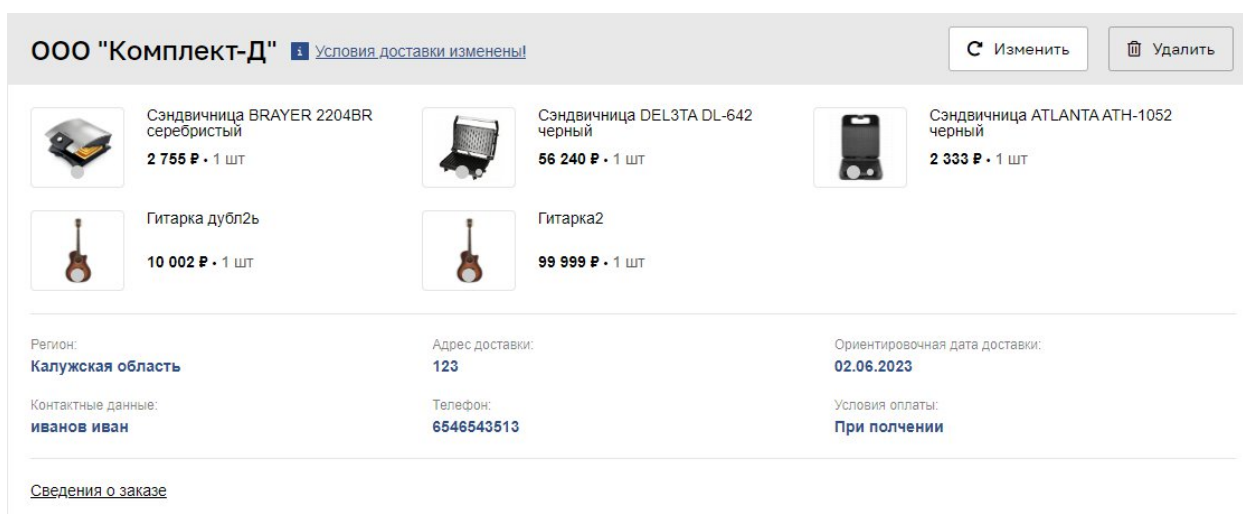 ООО "Комплект-Д" i Условия доставки изменены!
Изменить
Удалить
Сэндвичница BRAYER 2204BR
серебристый
2 755 ₽ • 1 шт
Сэндвичница DEL3TA DL-642
черный
56 240 ₽ • 1 шт
Сэндвичница ATLANTA ATH-1052
черный
2 333 ₽ • 1 шт
Гитарка дубл2ь
10 002 ₽ • 1 шт
Гитарка2
99 999 ₽ • 1 шт
Регион:
Калужская область
Адрес доставки:
123
Ориентировочная дата доставки:
02.06.2023
Контактные данные:
иванов иван
Телефон:
6546543513
Условия оплаты:
При полчении
Сведения о заказе